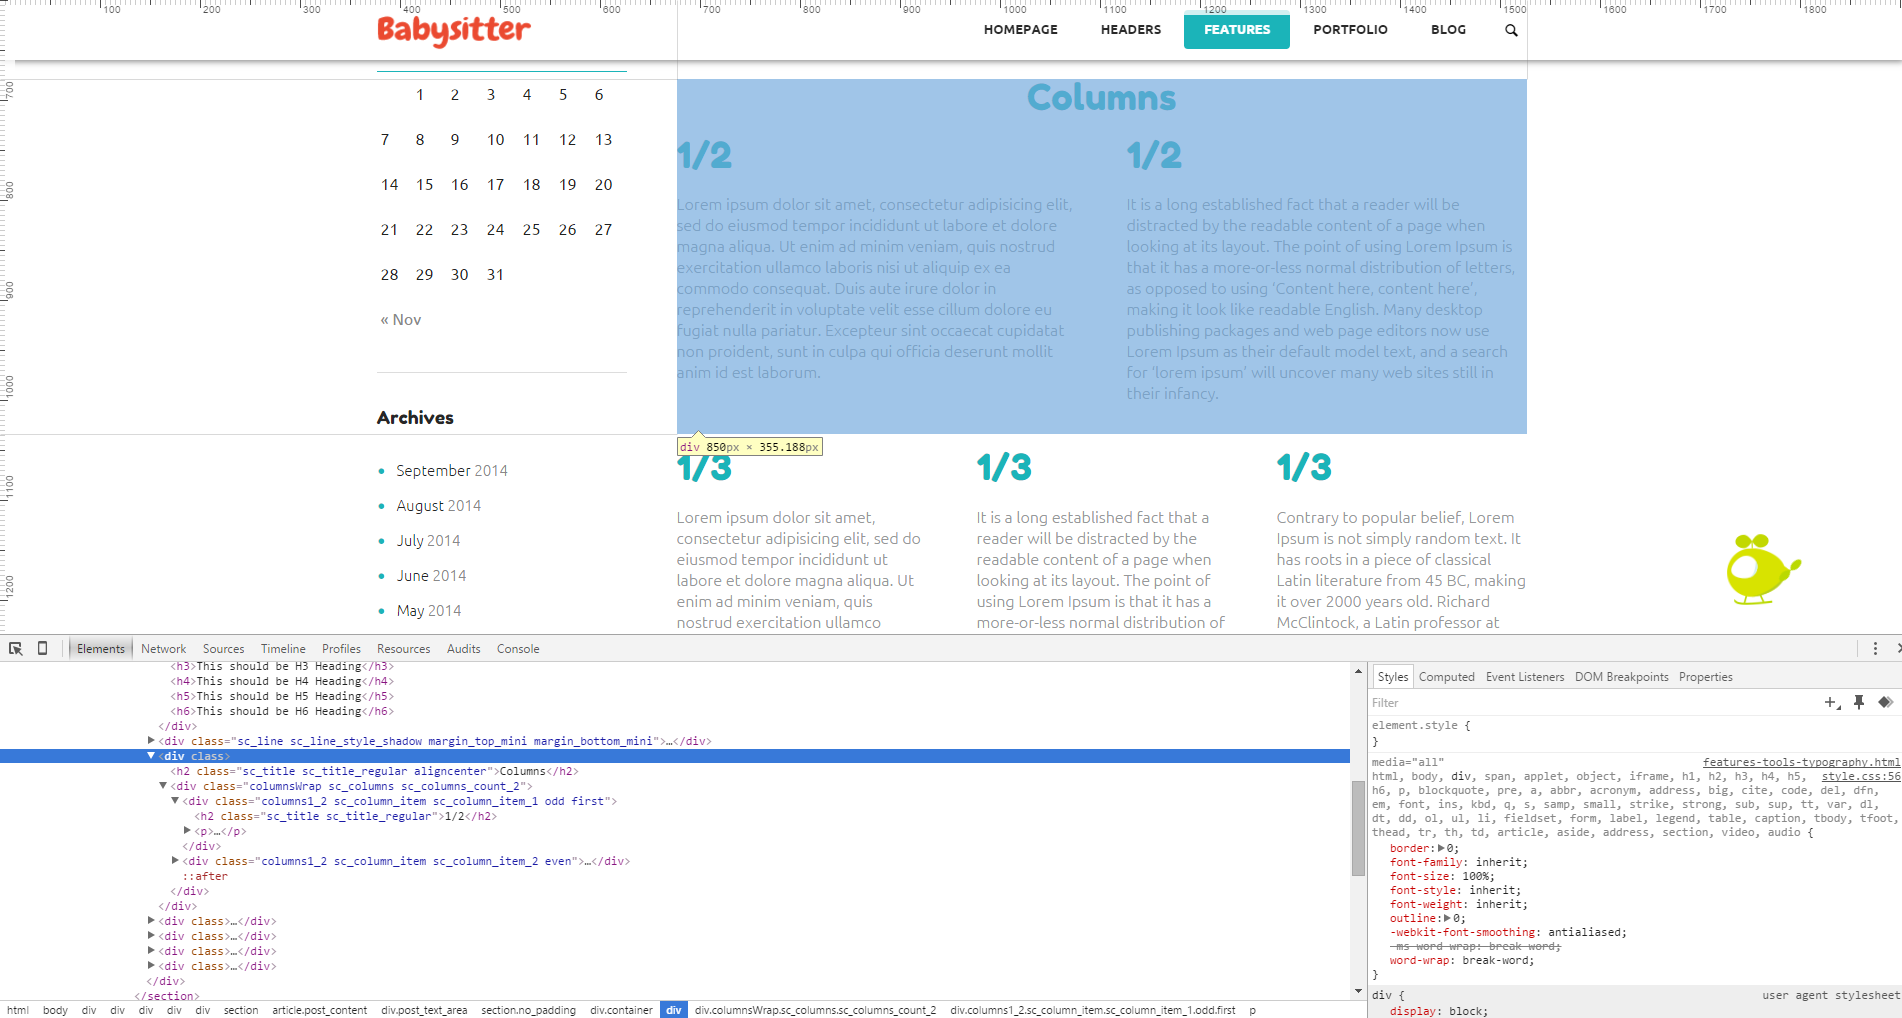 100 200 300 400 500 600 700 800 900 1000 1100 1200 1300 1400 1500 1600 1700 1800
Babysitter
HOMEPAGE HEADERS FEATURES PORTFOLIO BLOG
700
800
900
1000
1100
1200
1 2 3 4 5 6
7 8 9 10 11 12 13
14 15 16 17 18 19 20
21 22 23 24 25 26 27
28 29 30 31
« Nov
Archives
September 2014
August 2014
July 2014
June 2014
May 2014
Columns
1/2
Lorem ipsum dolor sit amet, consectetur adipisicing elit,
sed do eiusmod tempor incididunt ut labore et dolore
magna aliqua. Ut enim ad minim veniam, quis nostrud
exercitation ullamco laboris nisi ut aliquip ex ea
commodo consequat. Duis aute irure dolor in
reprehenderit in voluptate velit esse cillum dolore eu
fugiat nulla pariatur. Excepteur sint occaecat cupidatat
non proident, sunt in culpa qui officia deserunt mollit
anim id est laborum.
1/2
It is a long established fact that a reader will be
distracted by the readable content of a page when
looking at its layout. The point of using Lorem Ipsum is
that it has a more-or-less normal distribution of letters,
as opposed to using ‘Content here, content here’,
making it look like readable English. Many desktop
publishing packages and web page editors now use
Lorem Ipsum as their default model text, and a search
for ‘lorem ipsum’ will uncover many web sites still in
their infancy.
div 850px × 355.188px
1/3
Lorem ipsum dolor sit amet,
consectetur adipisicing elit, sed do
eiusmod tempor incididunt ut
labore et dolore magna aliqua. Ut
enim ad minim veniam, quis
nostrud exercitation ullamco
1/3
It is a long established fact that a
reader will be distracted by the
readable content of a page when
looking at its layout. The point of
using Lorem Ipsum is that it has a
more-or-less normal distribution of
1/3
Contrary to popular belief, Lorem
Ipsum is not simply random text. It
has roots in a piece of classical
Latin literature from 45 BC, making
it over 2000 years old. Richard
McClintock, a Latin professor at
Elements Network Sources Timeline Profiles Resources Audits Console
<h3>This should be H3 Heading</h3>
<h4>This should be H4 Heading</h4>
<h5>This should be H5 Heading</h5>
<h6>This should be H6 Heading</h6>
</div>
<div class="sc_line sc_line_style_shadow margin_top_mini margin_bottom_mini">…</div>
<div class>
<h2 class="sc_title sc_title_regular aligncenter">Columns</h2>
<div class="columnsWrap sc_columns sc_columns_count_2">
<div class="columns1_2 sc_column_item sc_column_item_1 odd first">
<h2 class="sc_title sc_title_regular">1/2</h2>
<p>…</p>
</div>
<div class="columns1_2 sc_column_item sc_column_item_2 even">…</div>
::after
</div>
</div>
<div class>…</div>
<div class>…</div>
<div class>…</div>
<div class>…</div>
</div>
</section>
html body div div div div div section article.post_content div.post_text_area section.no_padding div.container div div.columnsWrap.sc_columns.sc_columns_count_2 div.columns1_2.sc_column_item.sc_column_item_1.odd.first p
Styles Computed Event Listeners DOM Breakpoints Properties
Filter
element.style {
}
media="all" features-tools-typography.html
html, body, div, span, applet, object, iframe, h1, h2, h3, h4, h5, style.css:56
h6, p, blockquote, pre, a, abbr, acronym, address, big, cite, code, del, dfn,
em, font, ins, kbd, q, s, samp, small, strike, strong, sub, sup, tt, var, dl,
dt, dd, ol, ul, li, fieldset, form, label, legend, table, caption, tbody, tfoot,
thead, tr, th, td, article, aside, address, section, video, audio {
border: 0;
font-family: inherit;
font-size: 100%;
font-style: inherit;
font-weight: inherit;
outline: 0;
-webkit-font-smoothing: antialiased;
-ms-word-wrap: break-word;
word-wrap: break-word;
}
div { user agent stylesheet
display: block;